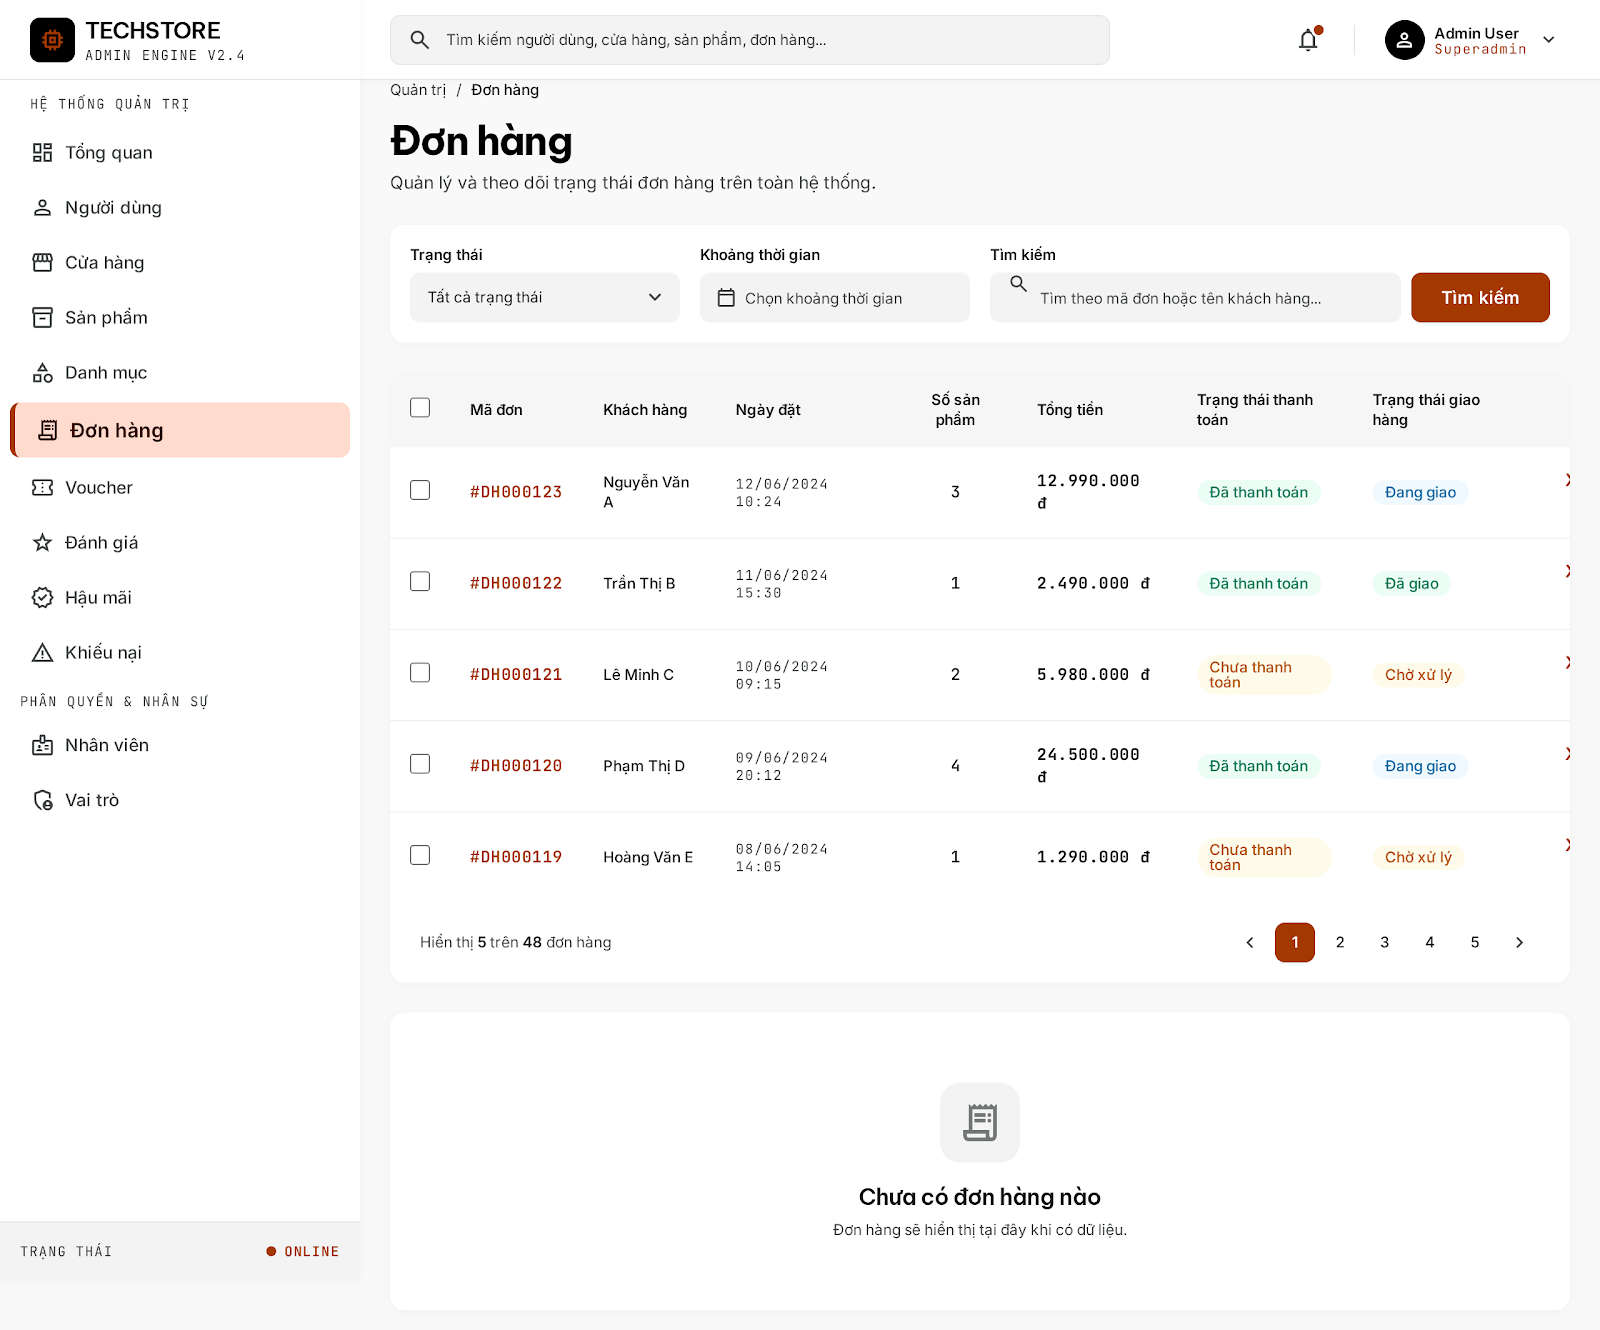 TECHSTORE
ADMIN ENGINE V2.4
Tìm kiếm người dùng, cửa hàng, sản phẩm, đơn hàng...
Admin User
Superadmin
HỆ THỐNG QUẢN TRỊ
Tổng quan
Người dùng
Cửa hàng
Sản phẩm
Danh mục
Đơn hàng
Voucher
Đánh giá
Hậu mãi
Khiếu nại
PHÂN QUYỀN & NHÂN SỰ
Nhân viên
Vai trò
TRẠNG THÁI
ONLINE
Quản trị / Đơn hàng
Đơn hàng
Quản lý và theo dõi trạng thái đơn hàng trên toàn hệ thống.
Trạng thái
Khoảng thời gian
Tìm kiếm
Tất cả trạng thái
Chọn khoảng thời gian
Tìm theo mã đơn hoặc tên khách hàng...
Tìm kiếm
Mã đơn
Khách hàng
Ngày đặt
Số sản
phẩm
Tổng tiền
Trạng thái thanh
toán
Trạng thái giao
hàng
#DH000123
Nguyễn Văn
A
12/06/2024
10:24
3
12.990.000
đ
Đã thanh toán
Đang giao
#DH000122
Trần Thị B
11/06/2024
15:30
1
2.490.000 đ
Đã thanh toán
Đã giao
#DH000121
Lê Minh C
10/06/2024
09:15
2
5.980.000 đ
Chưa thanh
toán
Chờ xử lý
#DH000120
Phạm Thị D
09/06/2024
20:12
4
24.500.000
đ
Đã thanh toán
Đang giao
#DH000119
Hoàng Văn E
08/06/2024
14:05
1
1.290.000 đ
Chưa thanh
toán
Chờ xử lý
Hiển thị 5 trên 48 đơn hàng
1 2 3 4 5
Chưa có đơn hàng nào
Đơn hàng sẽ hiển thị tại đây khi có dữ liệu.